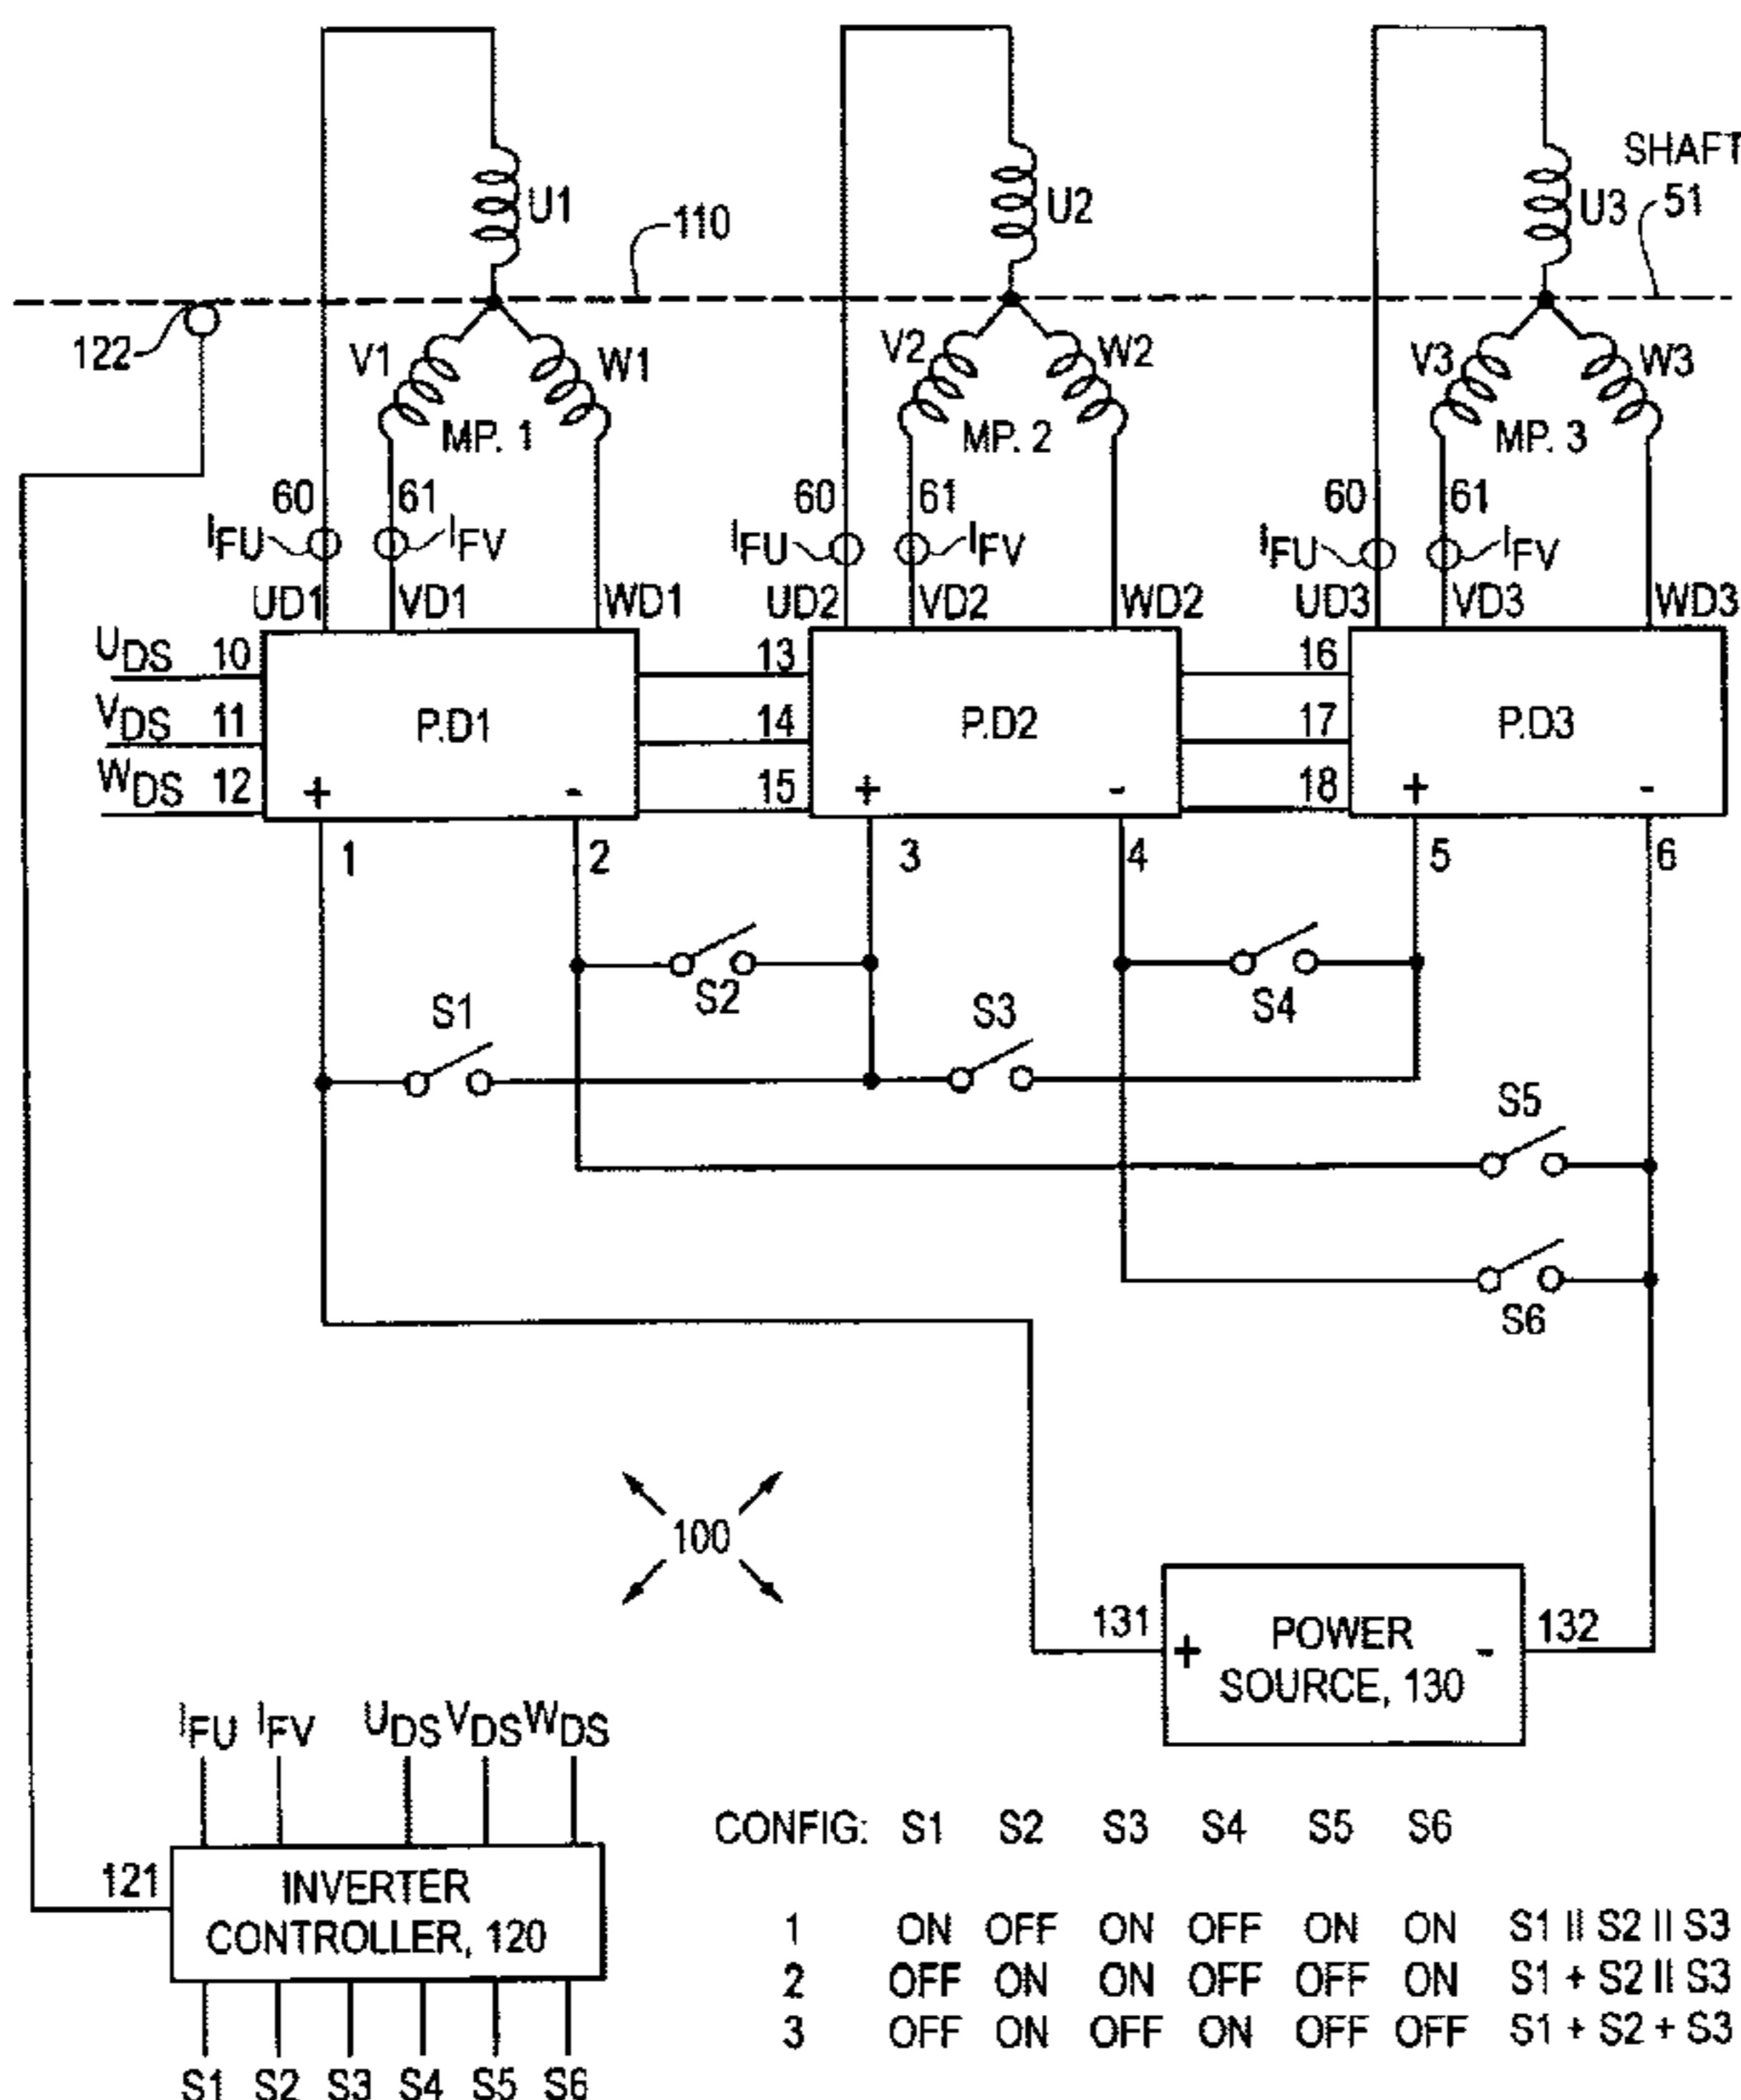 SHAFT
U1 U2 U3 51
110
122
V1 W1 V2 W2 V3 W3
MP. 1 MP. 2 MP. 3
60 61 60 61 60 61
IFU IFV IFU IFV IFU IFV
UD1 VD1 WD1 UD2 VD2 WD2 UD3 VD3 WD3
UDS 10 13 16
VDS 11 P.D1 14 P.D2 17 P.D3
WDS 12 + - 15 + - 18 + -
1 2 3 4 5 6
S2 S4
S1 S3
S5
S6
100
131 + POWER - 132
SOURCE, 130
IFU IFV UDS VDS WDS
121 INVERTER
CONTROLLER, 120
S1 S2 S3 S4 S5 S6
CONFIG: S1 S2 S3 S4 S5 S6
1 ON OFF ON OFF ON ON S1 || S2 || S3
2 OFF ON ON OFF OFF ON S1 + S2 || S3
3 OFF ON OFF ON OFF OFF S1 + S2 + S3